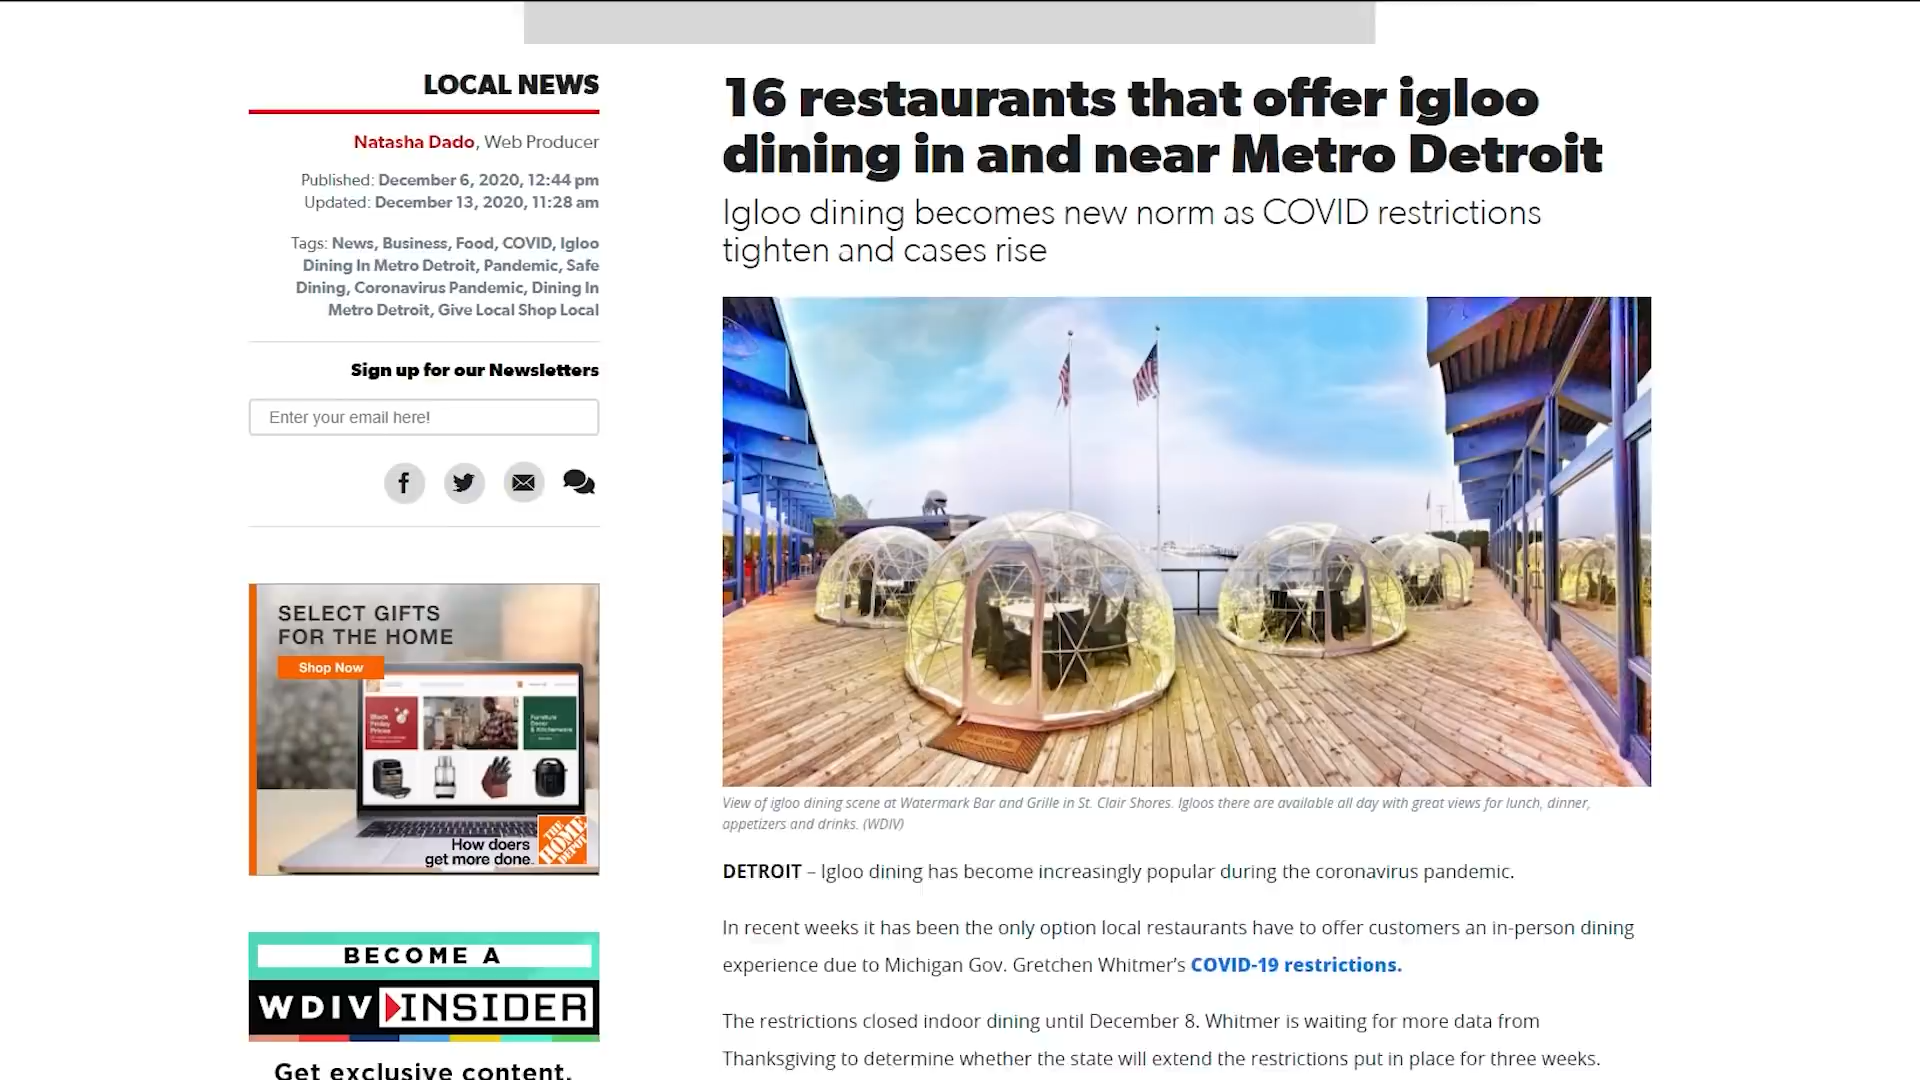 LOCAL NEWS
Natasha Dado, Web Producer
Published: December 6, 2020, 12:44 pm
Updated: December 13, 2020, 11:28 am
Tags: News, Business, Food, COVID, Igloo
Dining In Metro Detroit, Pandemic, Safe
Dining, Coronavirus Pandemic, Dining In
Metro Detroit, Give Local Shop Local
Sign up for our Newsletters
Enter your email here!
SELECT GIFTS
FOR THE HOME
Shop Now
Black
Friday
Prices
How doers
get more done.
THE
HOME
DEPOT
BECOME A
WDIV INSIDER
Get exclusive content.
16 restaurants that offer igloo
dining in and near Metro Detroit
Igloo dining becomes new norm as COVID restrictions
tighten and cases rise
View of igloo dining scene at Watermark Bar and Grille in St. Clair Shores. Igloos there are available all day with great views for lunch, dinner,
appetizers and drinks. (WDIV)
DETROIT – Igloo dining has become increasingly popular during the coronavirus pandemic.
In recent weeks it has been the only option local restaurants have to offer customers an in-person dining
experience due to Michigan Gov. Gretchen Whitmer's COVID-19 restrictions.
The restrictions closed indoor dining until December 8. Whitmer is waiting for more data from
Thanksgiving to determine whether the state will extend the restrictions put in place for three weeks.